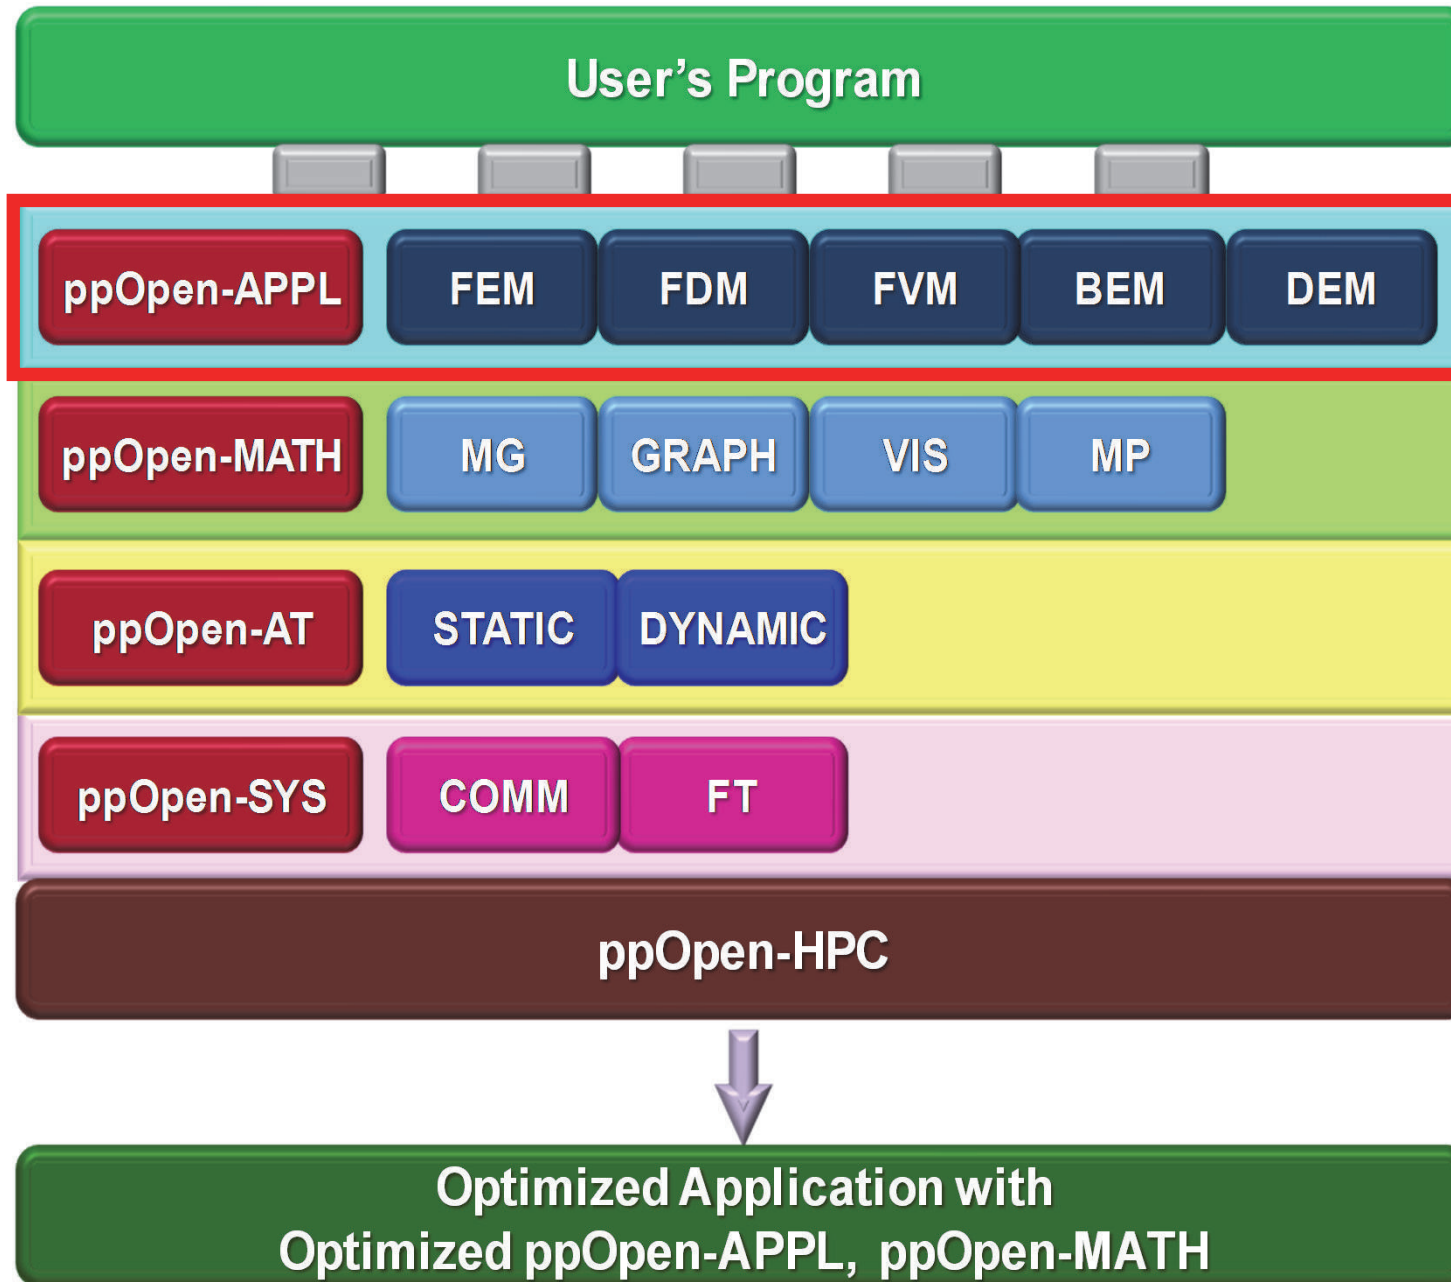 User’s Program
ppOpen-APPL FEM FDM FVM BEM DEM
ppOpen-MATH MG GRAPH VIS MP
ppOpen-AT STATIC DYNAMIC
ppOpen-SYS COMM FT
ppOpen-HPC
Optimized Application with
Optimized ppOpen-APPL, ppOpen-MATH